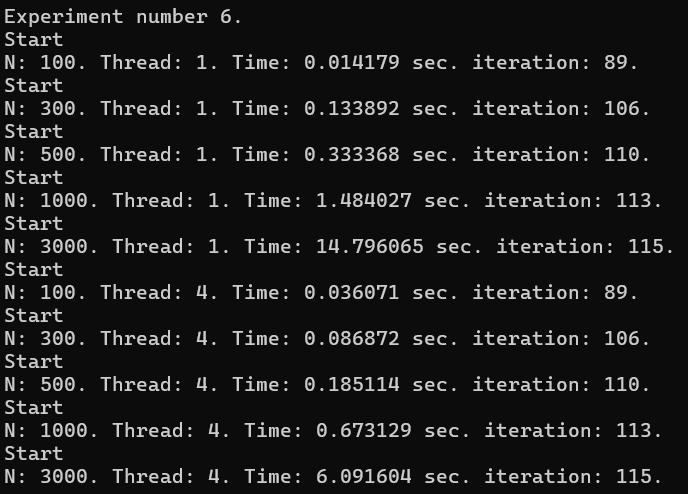 Experiment number 6.
Start
N: 100. Thread: 1. Time: 0.014179 sec. iteration: 89.
Start
N: 300. Thread: 1. Time: 0.133892 sec. iteration: 106.
Start
N: 500. Thread: 1. Time: 0.333368 sec. iteration: 110.
Start
N: 1000. Thread: 1. Time: 1.484027 sec. iteration: 113.
Start
N: 3000. Thread: 1. Time: 14.796065 sec. iteration: 115.
Start
N: 100. Thread: 4. Time: 0.036071 sec. iteration: 89.
Start
N: 300. Thread: 4. Time: 0.086872 sec. iteration: 106.
Start
N: 500. Thread: 4. Time: 0.185114 sec. iteration: 110.
Start
N: 1000. Thread: 4. Time: 0.673129 sec. iteration: 113.
Start
N: 3000. Thread: 4. Time: 6.091604 sec. iteration: 115.